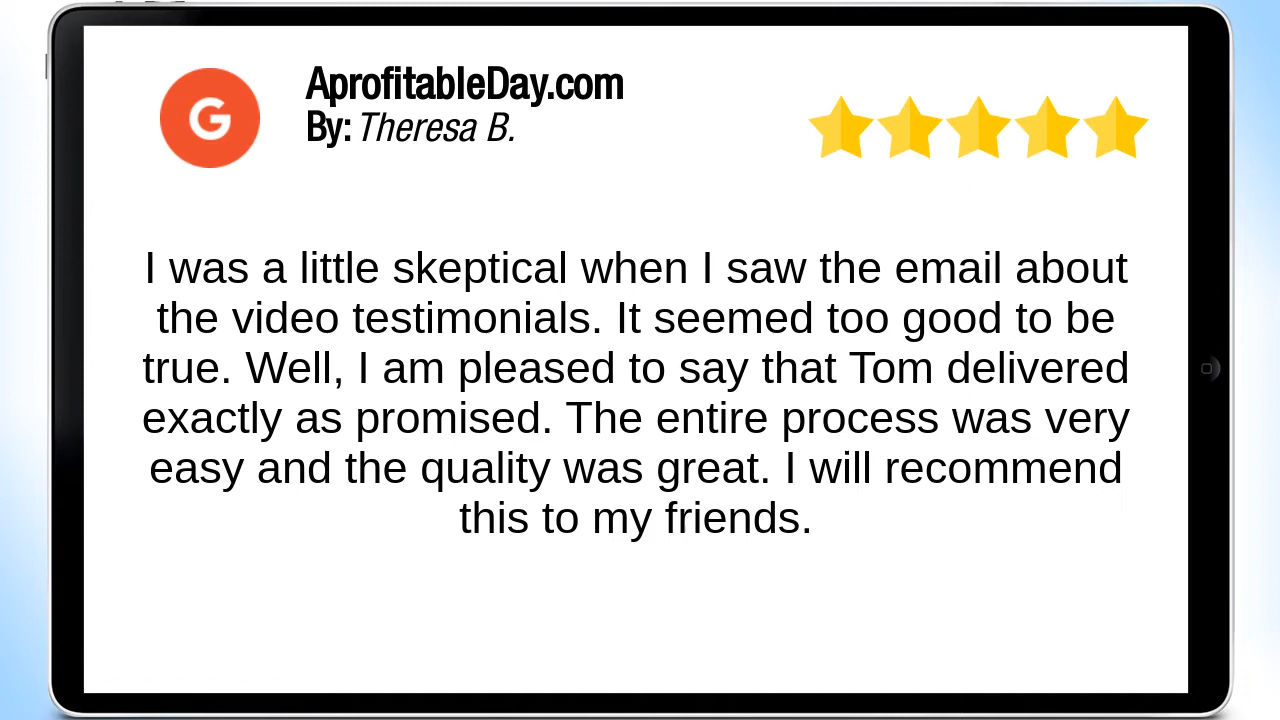 G
AprofitableDay.com
By: Theresa B.
I was a little skeptical when I saw the email about
the video testimonials. It seemed too good to be
true. Well, I am pleased to say that Tom delivered
exactly as promised. The entire process was very
easy and the quality was great. I will recommend
this to my friends.